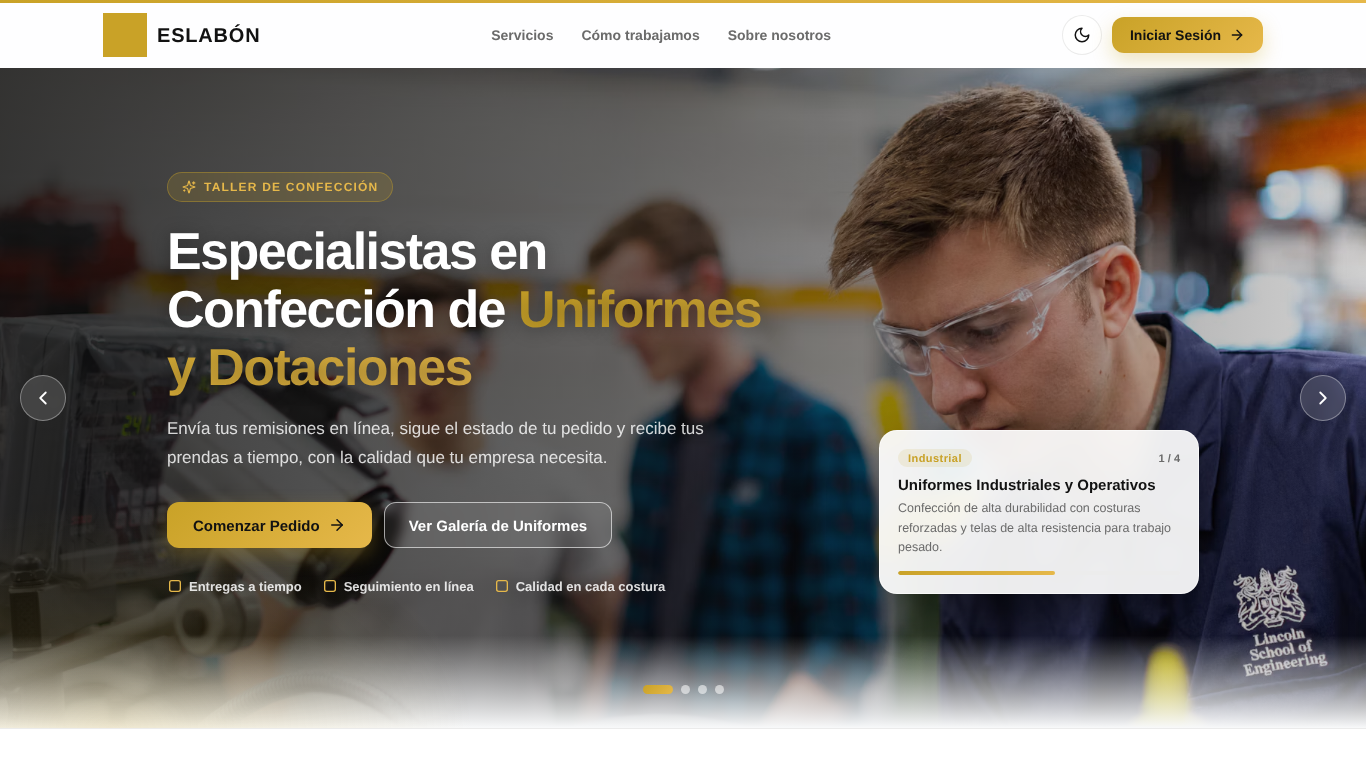 ESLABÓN
Servicios
Cómo trabajamos
Sobre nosotros
Iniciar Sesión
TALLER DE CONFECCIÓN
Especialistas en
Confección de Uniformes
y Dotaciones
Envía tus remisiones en línea, sigue el estado de tu pedido y recibe tus
prendas a tiempo, con la calidad que tu empresa necesita.
Comenzar Pedido
Ver Galería de Uniformes
Entregas a tiempo
Seguimiento en línea
Calidad en cada costura
Industrial
1 / 4
Uniformes Industriales y Operativos
Confección de alta durabilidad con costuras
reforzadas y telas de alta resistencia para trabajo
pesado.
Lincoln
School of
Engineering